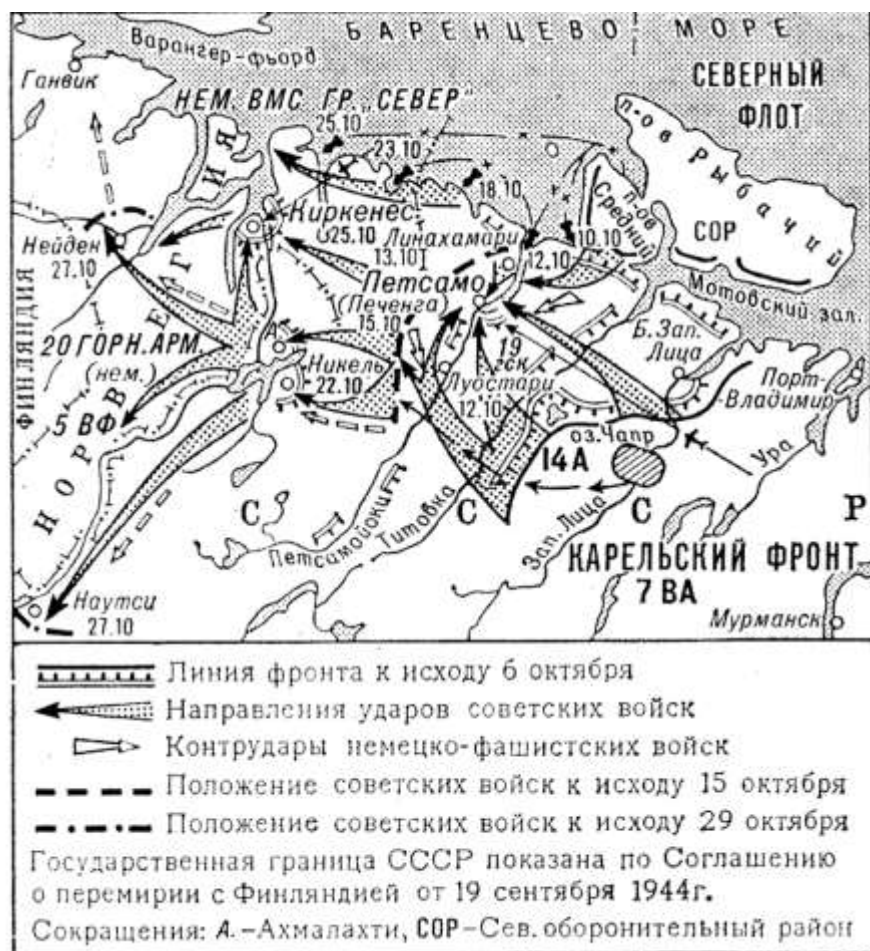 БАРЕНЦЕВО МОРЕ
Варангер-фьорд
Ганвик
СЕВЕРНЫЙ
ФЛОТ
НЕМ. ВМС ГР. „СЕВЕР"
25.10
23.10
18.10
10.10
п-ов Рыбачий
п-ов
Средний
СОР
Мотовский зал.
Киркенес
25.10
Линахамари
13.10
12.10
Нейден
27.10
Петсамо
(Печенга)
15.10
Б. Зап.
Лица
Порт-
Владимир
ФИНЛЯНДИЯ
НОРВЕГИЯ
20 ГОРН. АРМ.
(нем.)
5 ВФ
А.
Никель
22.10
19
гск
Луостари
12.10
оз. Чапр
14А
Ура
С С С Р
Петсамойоки
Титовка
Зап. Лица
КАРЕЛЬСКИЙ ФРОНТ
7 ВА
Мурманск
Наутси
27.10
Линия фронта к исходу 6 октября
Направления ударов советских войск
Контрудары немецко-фашистских войск
Положение советских войск к исходу 15 октября
Положение советских войск к исходу 29 октября
Государственная граница СССР показана по Соглашению
о перемирии с Финляндией от 19 сентября 1944г.
Сокращения: А.-Ахмалахти, СОР-Сев. оборонительный район